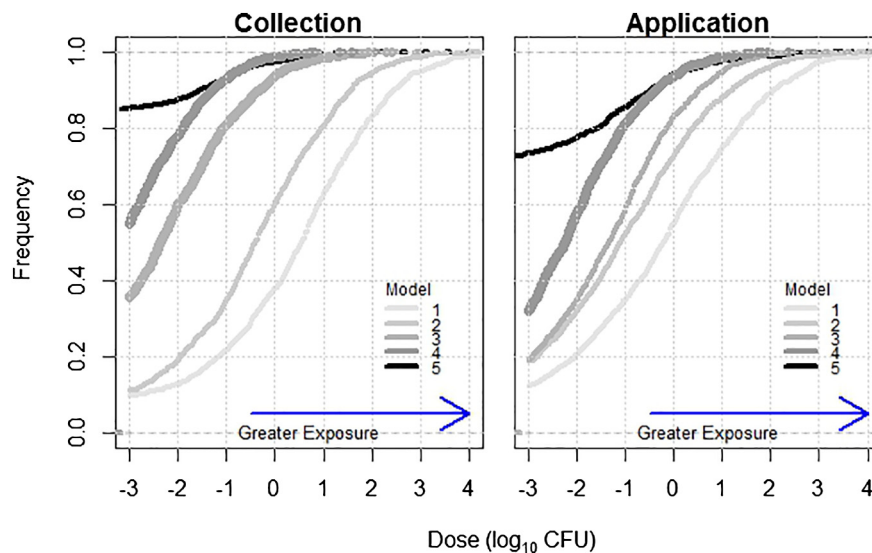 Collection
Application
Frequency
1.0
0.8
0.6
0.4
0.2
0.0
Model
1
2
3
4
5
Greater Exposure
Model
1
2
3
4
5
Greater Exposure
-3 -2 -1 0 1 2 3 4
-3 -2 -1 0 1 2 3 4
Dose (log10 CFU)